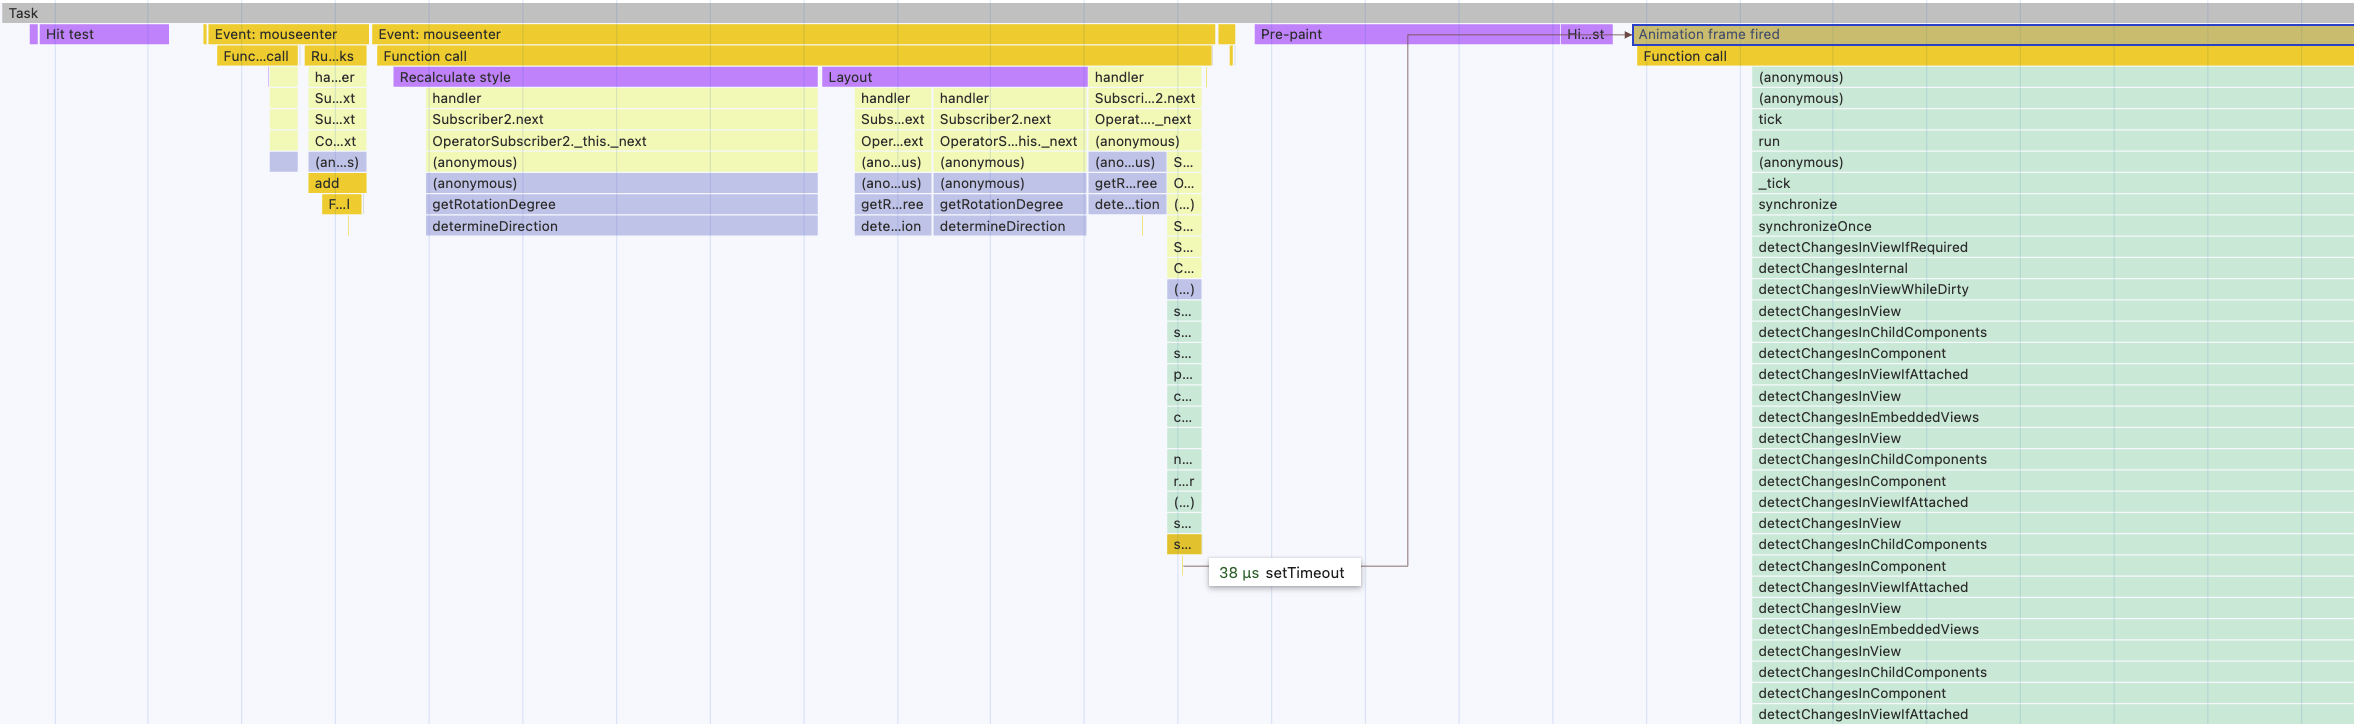 Task
Hit test Event: mouseenter Event: mouseenter Pre-paint Hi...st Animation frame fired
Func...call Ru...ks Function call Function call
ha...er Recalculate style Layout handler (anonymous)
Su...xt handler handler handler Subscri...2.next (anonymous)
Su...xt Subscriber2.next Subs...ext Subscriber2.next Operat...._next tick
Co...xt OperatorSubscriber2._this._next Oper...ext OperatorS...his._next (anonymous) run
(an...s) (anonymous) (ano...us) (anonymous) (ano...us) S... (anonymous)
add (anonymous) (ano...us) (anonymous) getR...ree O... _tick
F...l getRotationDegree getR...ree getRotationDegree dete...tion (...) synchronize
determineDirection dete...ion determineDirection S... synchronizeOnce
S... detectChangesInViewIfRequired
C... detectChangesInternal
(...) detectChangesInViewWhileDirty
s... detectChangesInView
s... detectChangesInChildComponents
s... detectChangesInComponent
p... detectChangesInViewIfAttached
c... detectChangesInView
c... detectChangesInEmbeddedViews
detectChangesInView
n... detectChangesInChildComponents
r...r detectChangesInComponent
(...) detectChangesInViewIfAttached
s... detectChangesInView
s... detectChangesInChildComponents
38 μs setTimeout detectChangesInComponent
detectChangesInViewIfAttached
detectChangesInView
detectChangesInEmbeddedViews
detectChangesInView
detectChangesInChildComponents
detectChangesInComponent
detectChangesInViewIfAttached